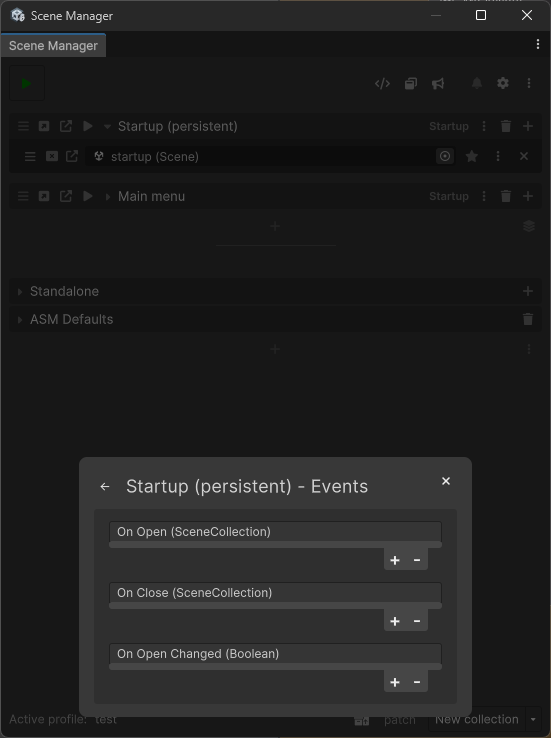 Scene Manager
Scene Manager
Startup (persistent) Startup
startup (Scene)
Main menu Startup
Standalone
ASM Defaults
Startup (persistent) - Events
On Open (SceneCollection)
+ -
On Close (SceneCollection)
+ -
On Open Changed (Boolean)
+ -
Active profile: test patch New collection